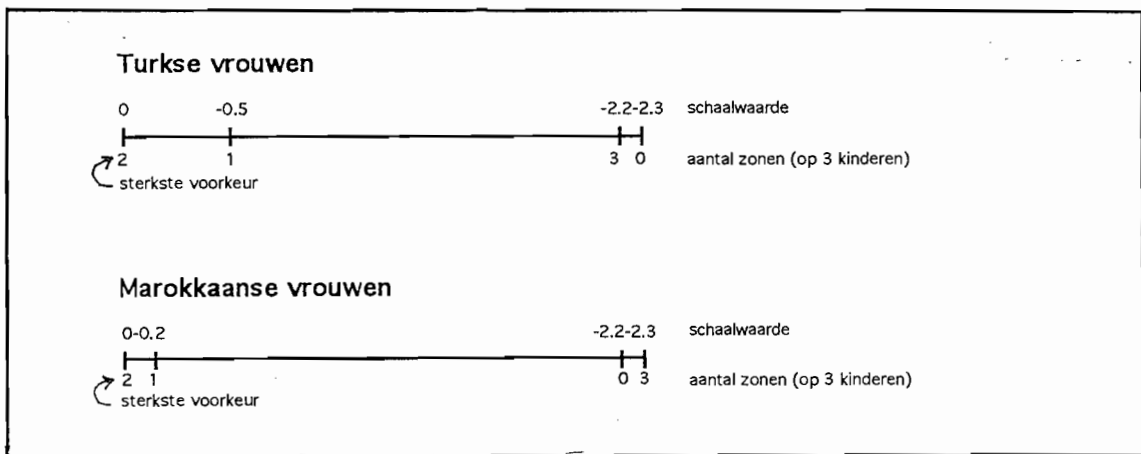 Turkse vrouwen
0 -0.5 -2.2-2.3 schaalwaarde
2 1 3 0 aantal zonen (op 3 kinderen)
sterkste voorkeur
Marokkaanse vrouwen
0-0.2 -2.2-2.3 schaalwaarde
2 1 0 3 aantal zonen (op 3 kinderen)
sterkste voorkeur